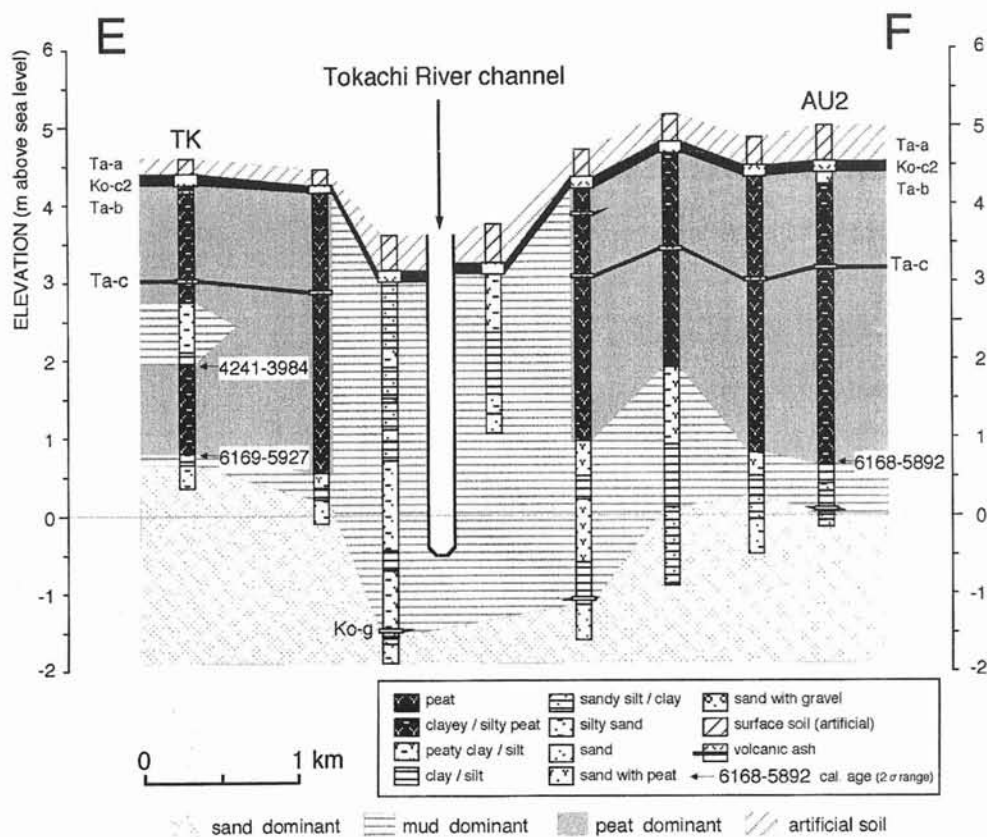 E
F
ELEVATION (m above sea level)
6
5
4
3
2
1
0
-1
-2
6
5
4
3
2
1
0
-1
-2
Tokachi River channel
TK
AU2
Ta-a
Ko-c2
Ta-b
Ta-c
Ta-a
Ko-c2
Ta-b
Ta-c
4241-3984
6169-5927
6168-5892
Ko-g
0 1 km
peat
clayey / silty peat
peaty clay / silt
clay / silt
sandy silt / clay
silty sand
sand
sand with peat
sand with gravel
surface soil (artificial)
volcanic ash
6168-5892 cal. age (2 σ range)
sand dominant mud dominant peat dominant artificial soil